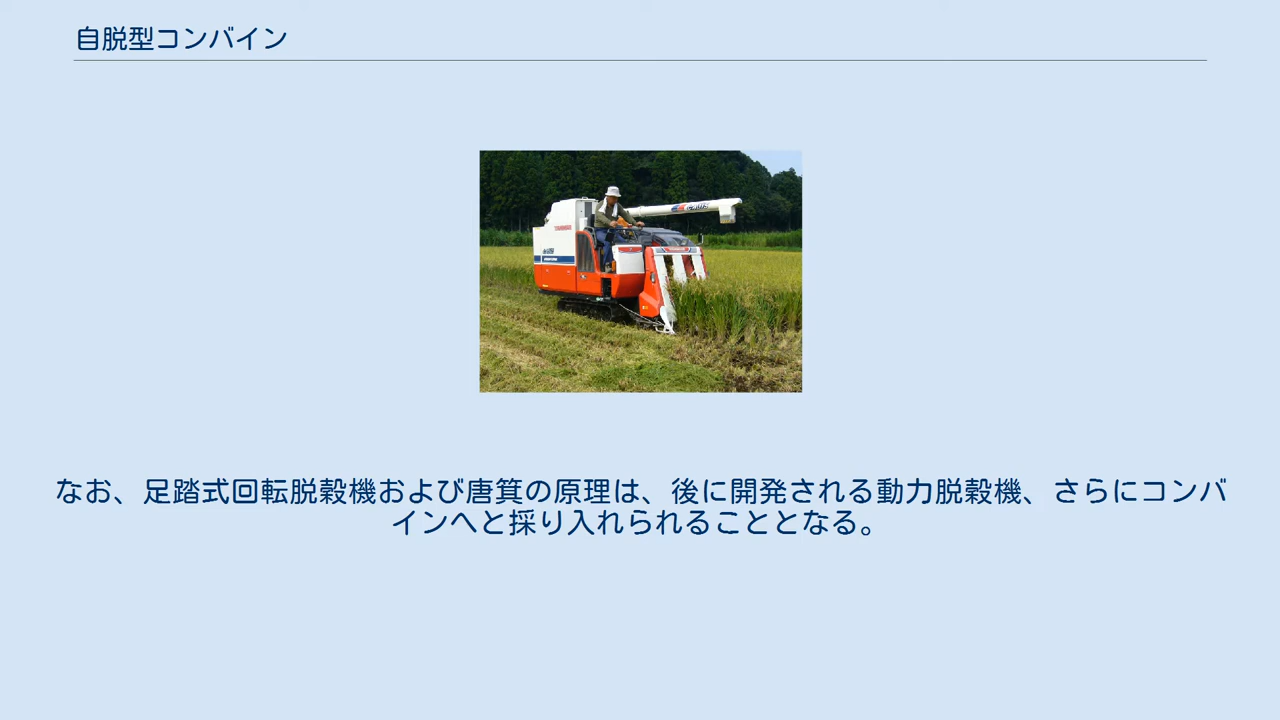 自脱型コンバイン
なお、足踏式回転脱穀機および唐箕の原理は、後に開発される動力脱穀機、さらにコンバ
インへと採り入れられることとなる。